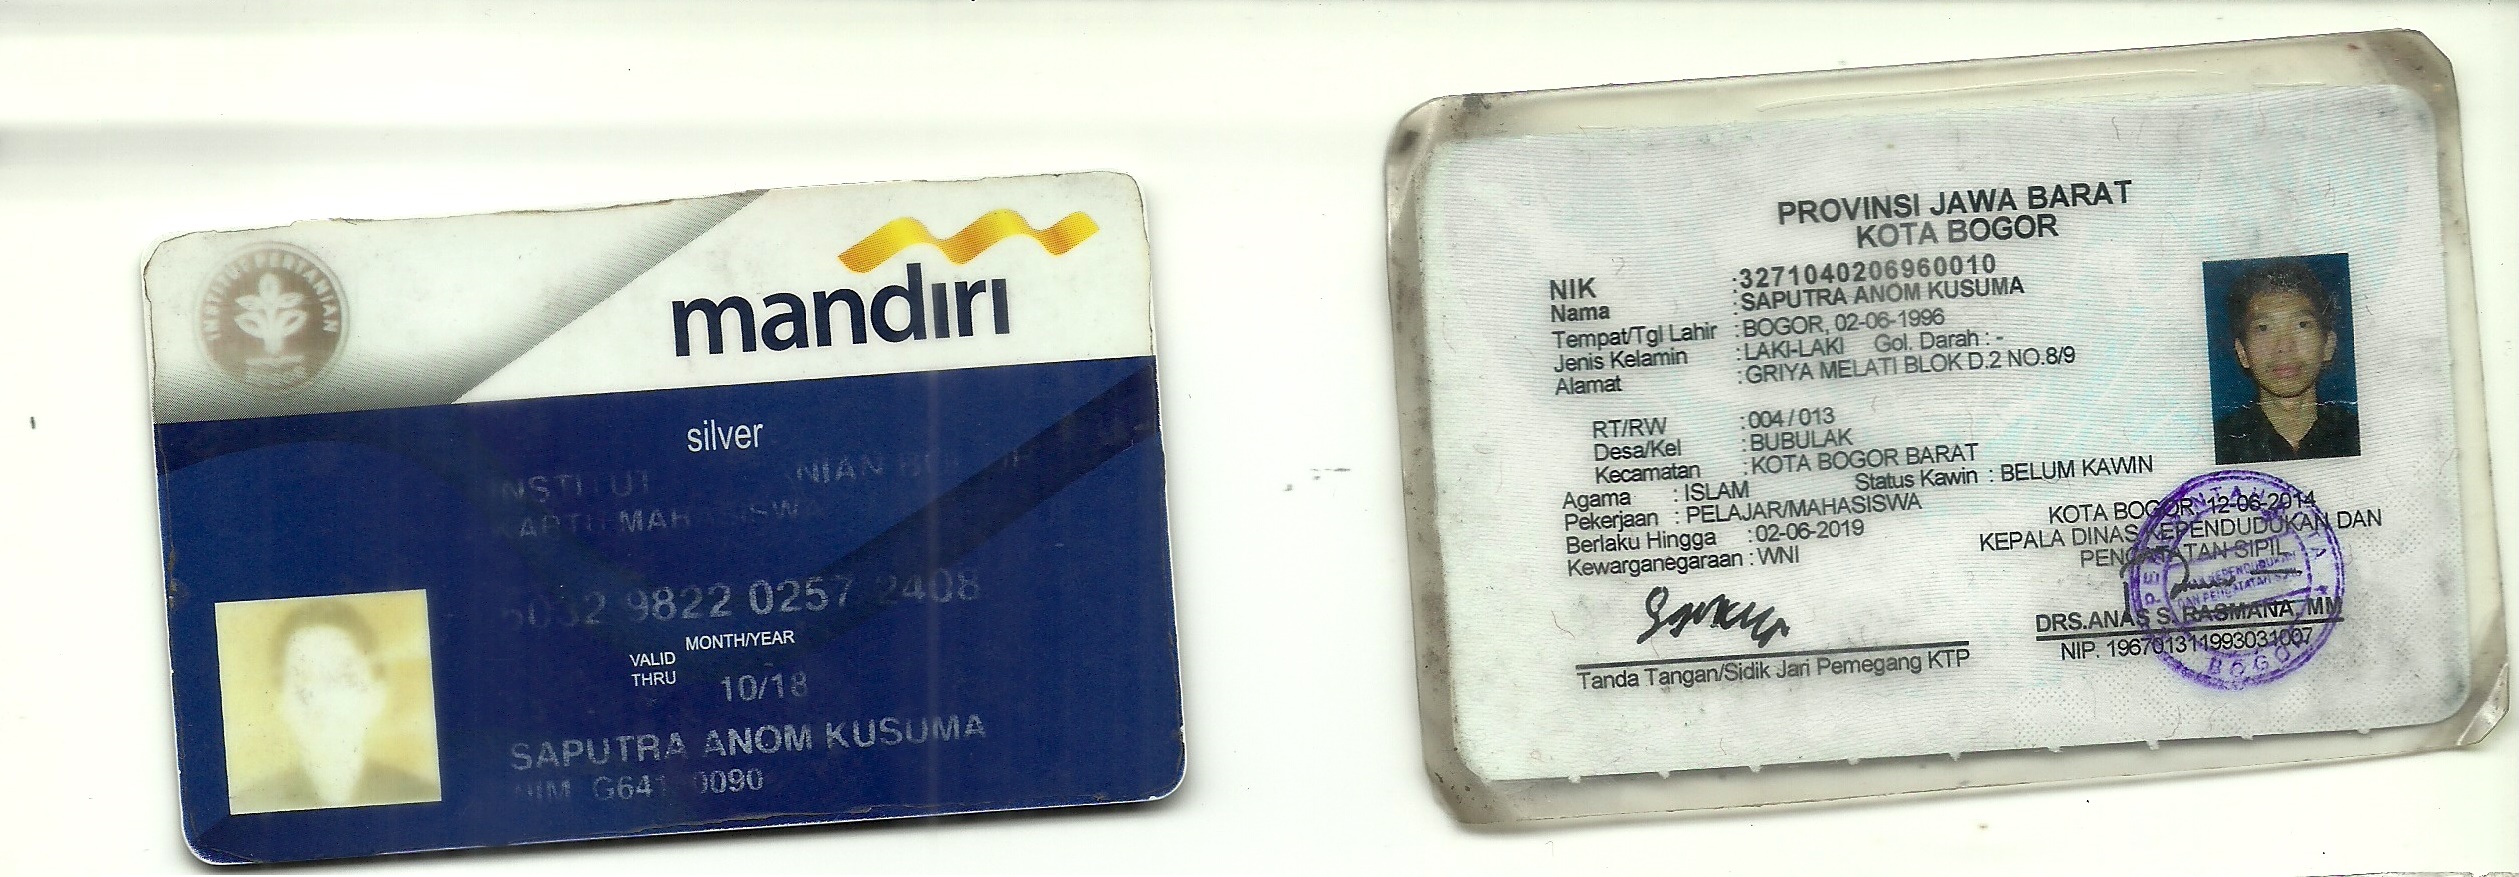 INSTITUT PERTANIAN
BOGOR
mandiri
silver
INSTITUT
9822 0257 2408
MONTH/YEAR
VALID
THRU
10/18
SAPUTRA ANOM KUSUMA
NIM
PROVINSI JAWA BARAT
KOTA BOGOR
NIK :3271040206960010
Nama :SAPUTRA ANOM KUSUMA
Tempat/Tgl Lahir :BOGOR, 02-06-1996
Jenis Kelamin :LAKI-LAKI Gol. Darah : -
Alamat :GRIYA MELATI BLOK D.2 NO.8/9
RT/RW :004 / 013
Desa/Kel :BUBULAK
Kecamatan :KOTA BOGOR BARAT
Agama : ISLAM Status Kawin : BELUM KAWIN
Pekerjaan : PELAJAR/MAHASISWA
Berlaku Hingga :02-06-2019
Kewarganegaraan : WNI
KOTA BOGOR, 12-06-2014
KEPALA DINAS KEPENDUDUKAN DAN
PENCATATAN SIPIL
DRS.ANAS S. RASMANA, MM
NIP. 196701311993031007
BOGOR
Tanda Tangan/Sidik Jari Pemegang KTP